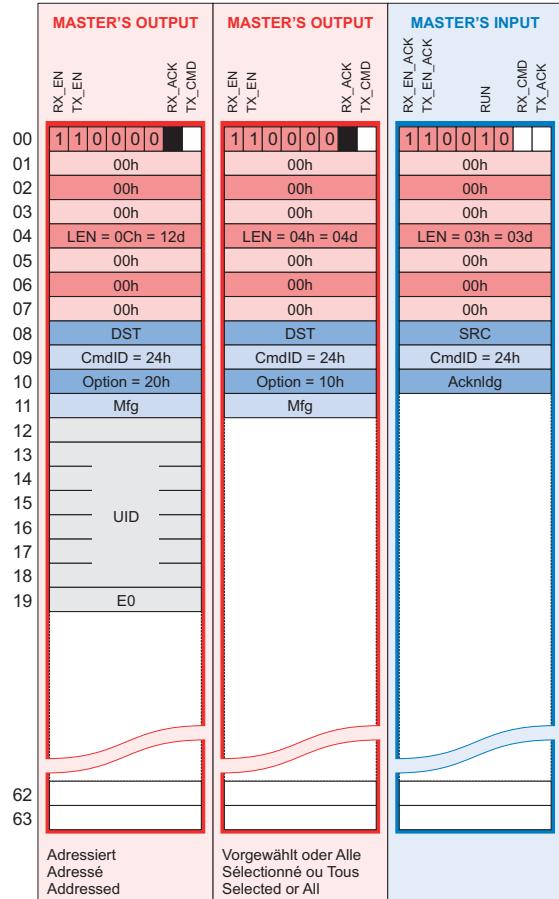 MASTER'S OUTPUT MASTER'S OUTPUT MASTER'S INPUT
RX_EN TX_EN RX_ACK TX_CMD RX_EN TX_EN RX_ACK TX_CMD RX_EN_ACK TX_EN_ACK RUN RX_CMD TX_ACK
00 1 1 0 0 0 0 1 1 0 0 0 0 1 1 0 0 1 0
01 00h 00h 00h
02 00h 00h 00h
03 00h 00h 00h
04 LEN = 0Ch = 12d LEN = 04h = 04d LEN = 03h = 03d
05 00h 00h 00h
06 00h 00h 00h
07 00h 00h 00h
08 DST DST SRC
09 CmdID = 24h CmdID = 24h CmdID = 24h
10 Option = 20h Option = 10h Acknldg
11 Mfg Mfg
12
13
14
15
UID
16
17
18
19 E0
62
63
Adressiert Vorgewählt oder Alle
Adressé Sélectionné ou Tous
Addressed Selected or All